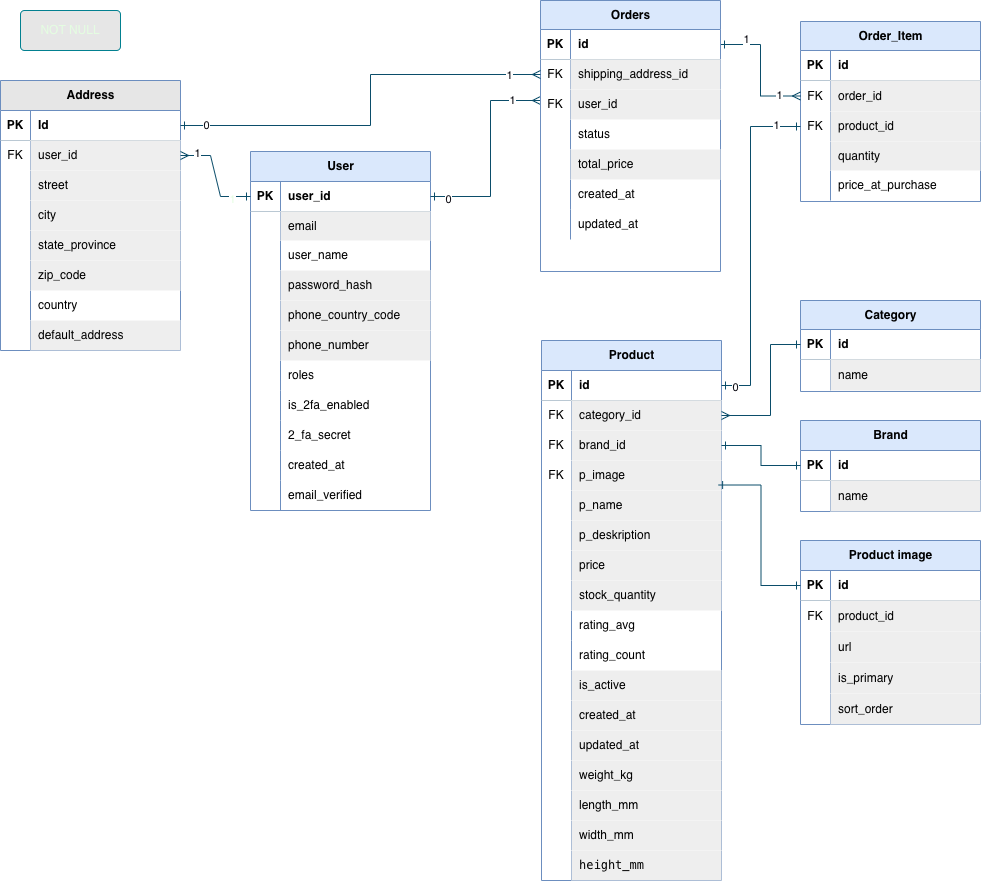 NOT NULL
Address
PK Id
FK user_id
street
city
state_province
zip_code
country
default_address
0
1
User
PK user_id
email
user_name
password_hash
phone_country_code
phone_number
roles
is_2fa_enabled
2_fa_secret
created_at
email_verified
0
1
1
Orders
PK id
FK shipping_address_id
FK user_id
status
total_price
created_at
updated_at
1
1
1
Order_Item
PK id
FK order_id
FK product_id
quantity
price_at_purchase
Product
PK id
FK category_id
FK brand_id
FK p_image
p_name
p_deskription
price
stock_quantity
rating_avg
rating_count
is_active
created_at
updated_at
weight_kg
length_mm
width_mm
height_mm
0
Category
PK id
name
Brand
PK id
name
Product image
PK id
FK product_id
url
is_primary
sort_order